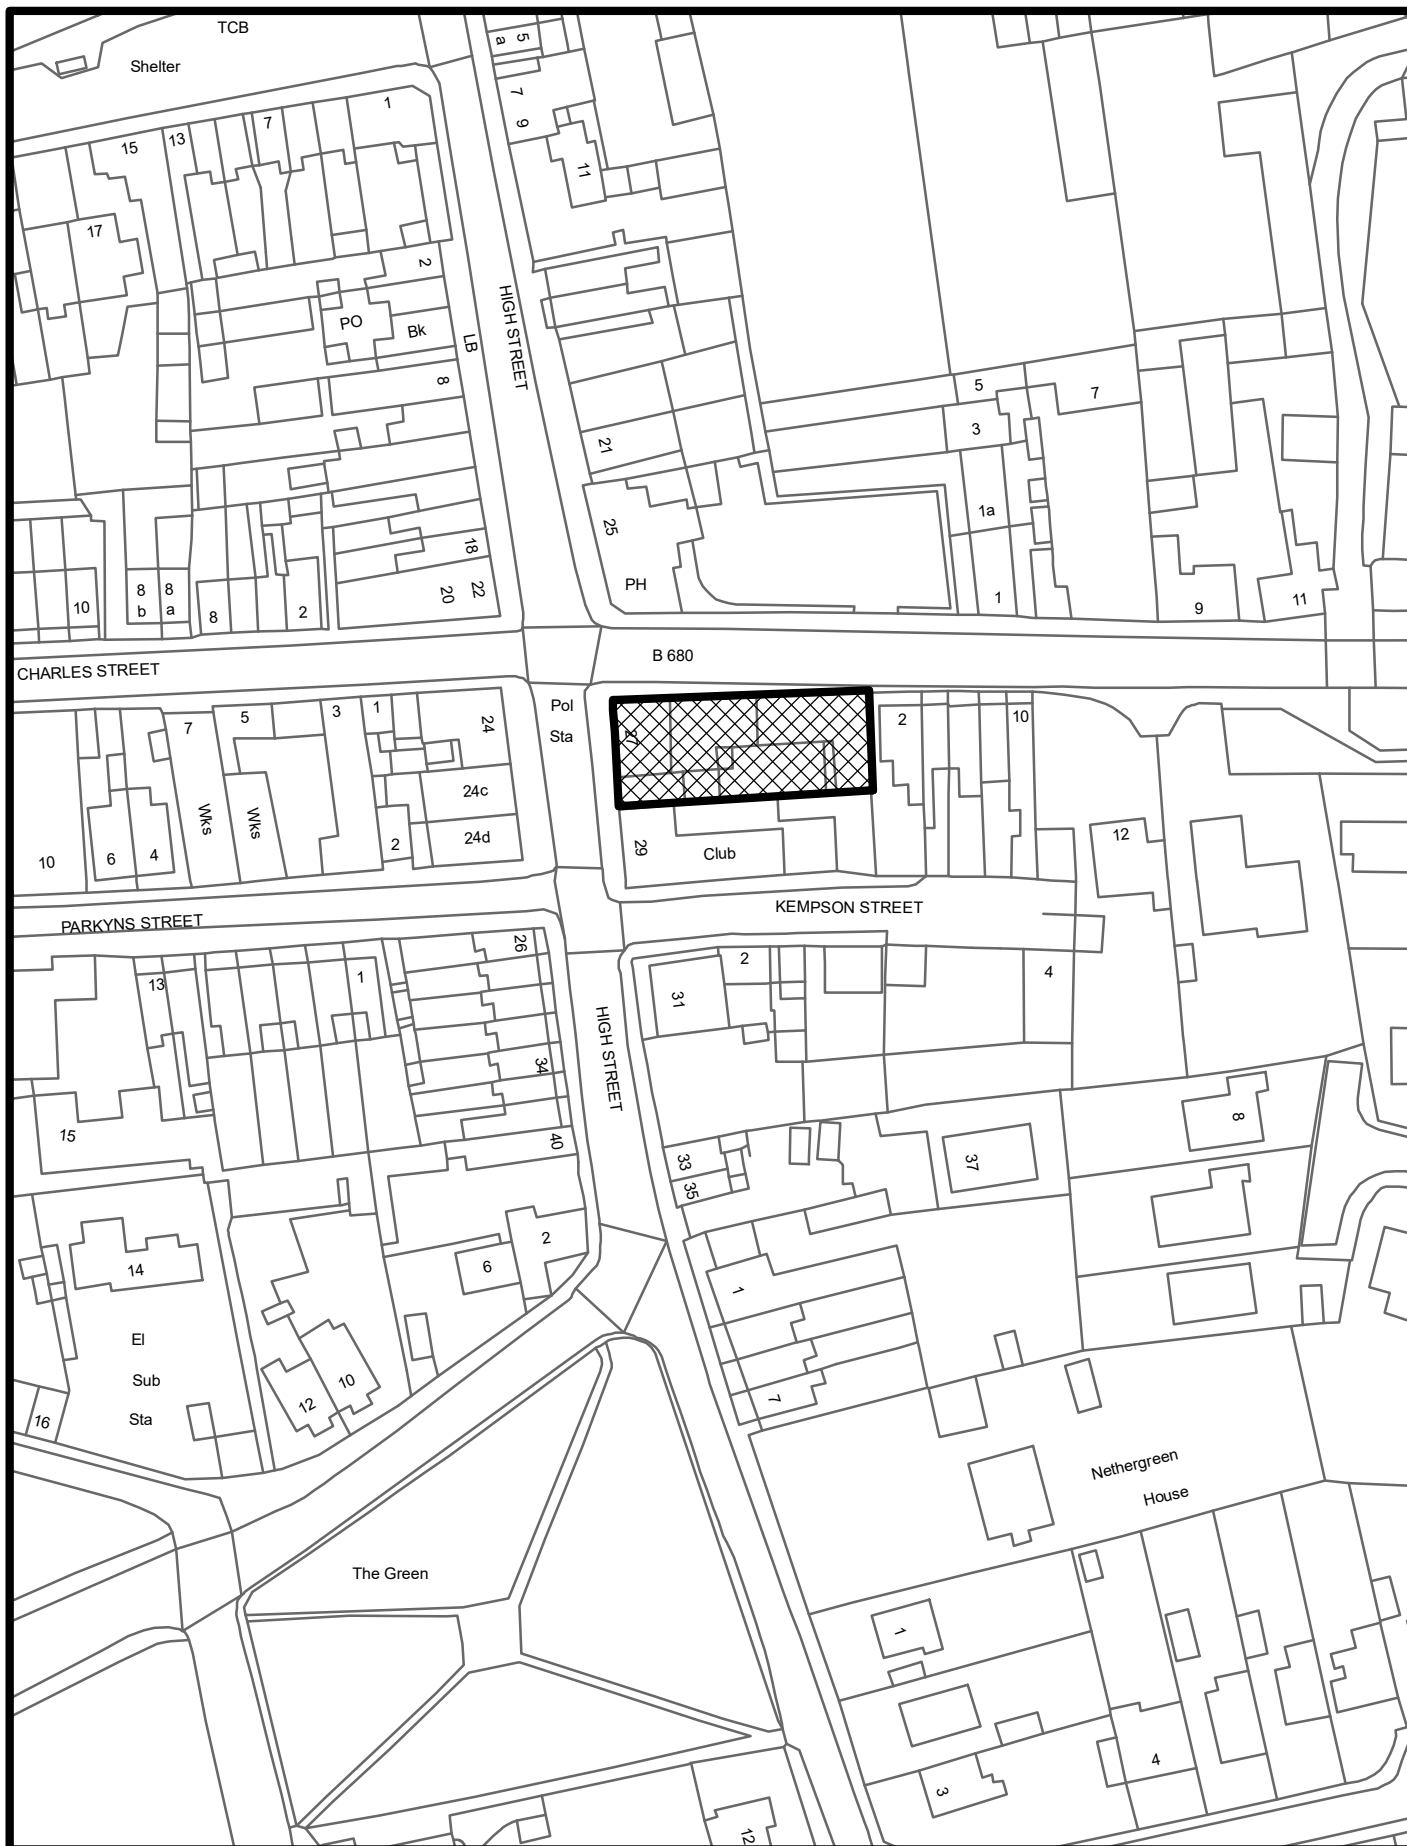 TCB
Shelter
5
a
7
9
11
1
7
13
15
17
2
PO
Bk
LB
HIGH STREET
8
21
5
7
3
1a
1
25
PH
18
20
22
10
8
b
8
a
8
2
9
11
B 680
CHARLES STREET
Pol
Sta
27
2
10
7
5
3
1
24
24c
24d
2
Wks
Wks
10
6
4
29
Club
12
KEMPSON STREET
PARKYNS STREET
26
13
1
31
2
4
HIGH STREET
34
15
40
33
35
37
8
14
2
6
1
El
Sub
Sta
12
10
16
7
Nethergreen
House
The Green
1
4
3
12